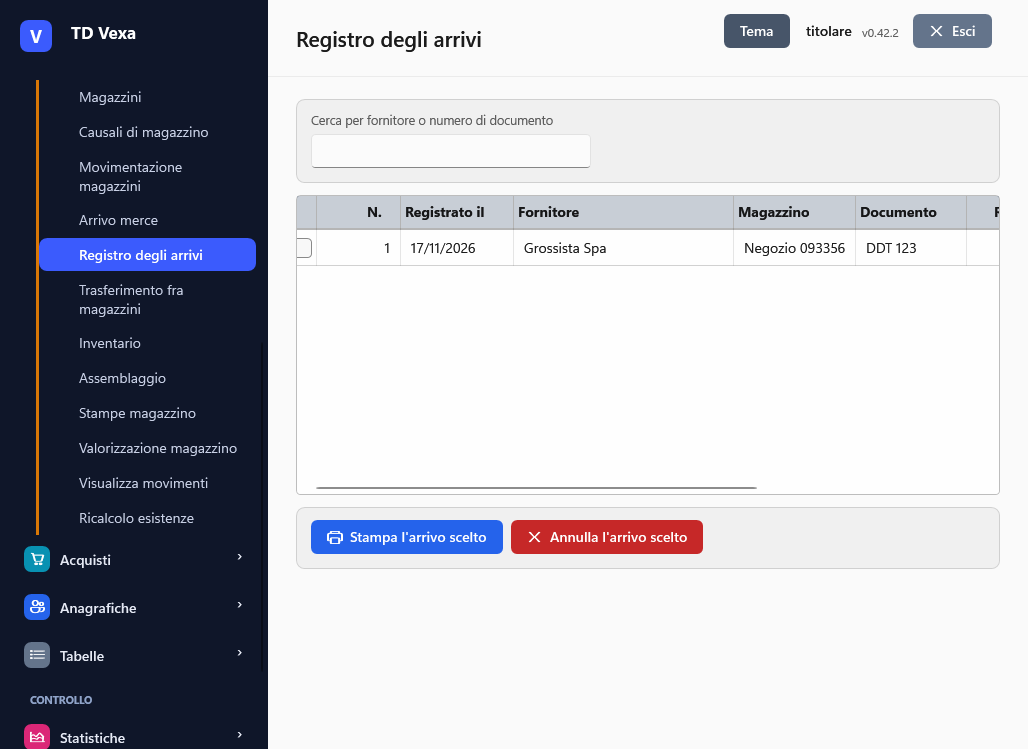 V
TD Vexa
Registro degli arrivi
Tema
titolare
v0.42.2
Esci
Magazzini
Causali di magazzino
Movimentazione
magazzini
Arrivo merce
Registro degli arrivi
Trasferimento fra
magazzini
Inventario
Assemblaggio
Stampe magazzino
Valorizzazione magazzino
Visualizza movimenti
Ricalcolo esistenze
Acquisti
Anagrafiche
Tabelle
CONTROLLO
Statistiche
Cerca per fornitore o numero di documento
N. Registrato il Fornitore Magazzino Documento
1 17/11/2026 Grossista Spa Negozio 093356 DDT 123
Stampa l'arrivo scelto
Annulla l'arrivo scelto